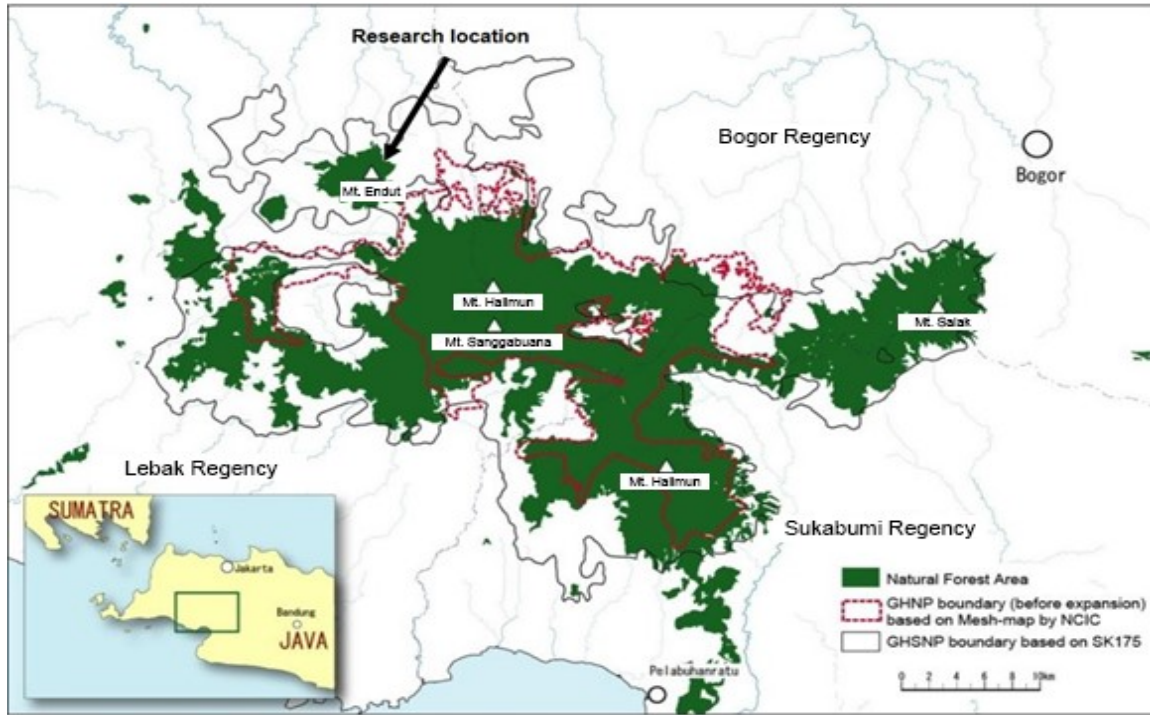 Research location
Bogor Regency
Bogor
Mt. Endut
Mt. Halimun
Mt. Salak
Mt. Sanggabuana
Lebak Regency
Mt. Halimun
Sukabumi Regency
SUMATRA
Jakarta
Bandung
JAVA
Natural Forest Area
GHNP boundary (before expansion)
based on Mesh-map by NCIC
GHSNP boundary based on SK175
Pelabuhanratu
0 2 4 6 8 10km